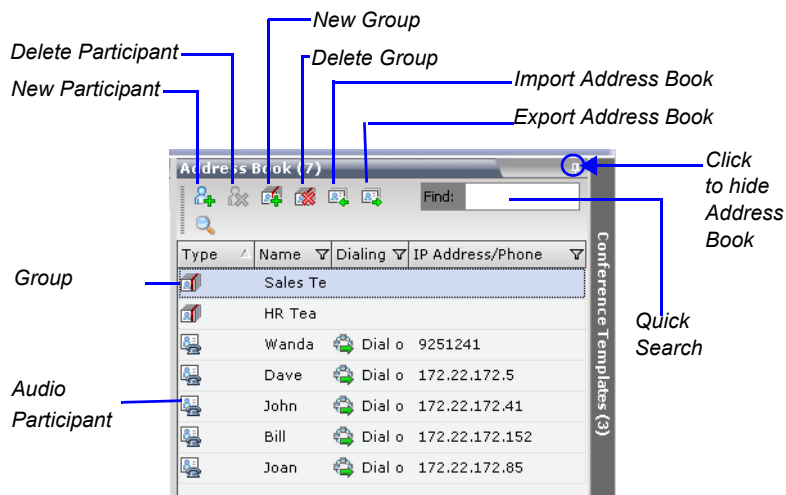 New Group
Delete Participant
Delete Group
New Participant
Import Address Book
Export Address Book
Address Book (7)
Click
to hide
Address
Book
Find:
Type Name Dialing IP Address/Phone
Group
Sales Te
HR Tea
Wanda Dial o 9251241
Dave Dial o 172.22.172.5
John Dial o 172.22.172.41
Bill Dial o 172.22.172.152
Joan Dial o 172.22.172.85
Conference Templates (3)
Quick
Search
Audio
Participant